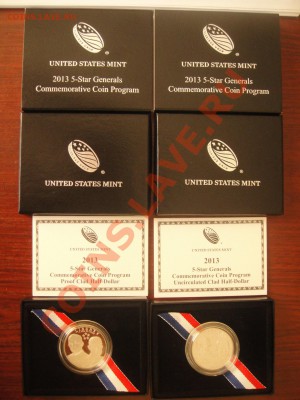 UNITED STATES MINT
2013 5-Star Generals
Commemorative Coin Program
UNITED STATES MINT
2013 5-Star Generals
Commemorative Coin Program
UNITED STATES MINT
UNITED STATES MINT
2013
5-Star Generals
Commemorative Coin Program
Proof Clad Half-Dollar
2013
5-Star Generals
Commemorative Coin Program
Uncirculated Clad Half-Dollar
COINSLAVE.RU